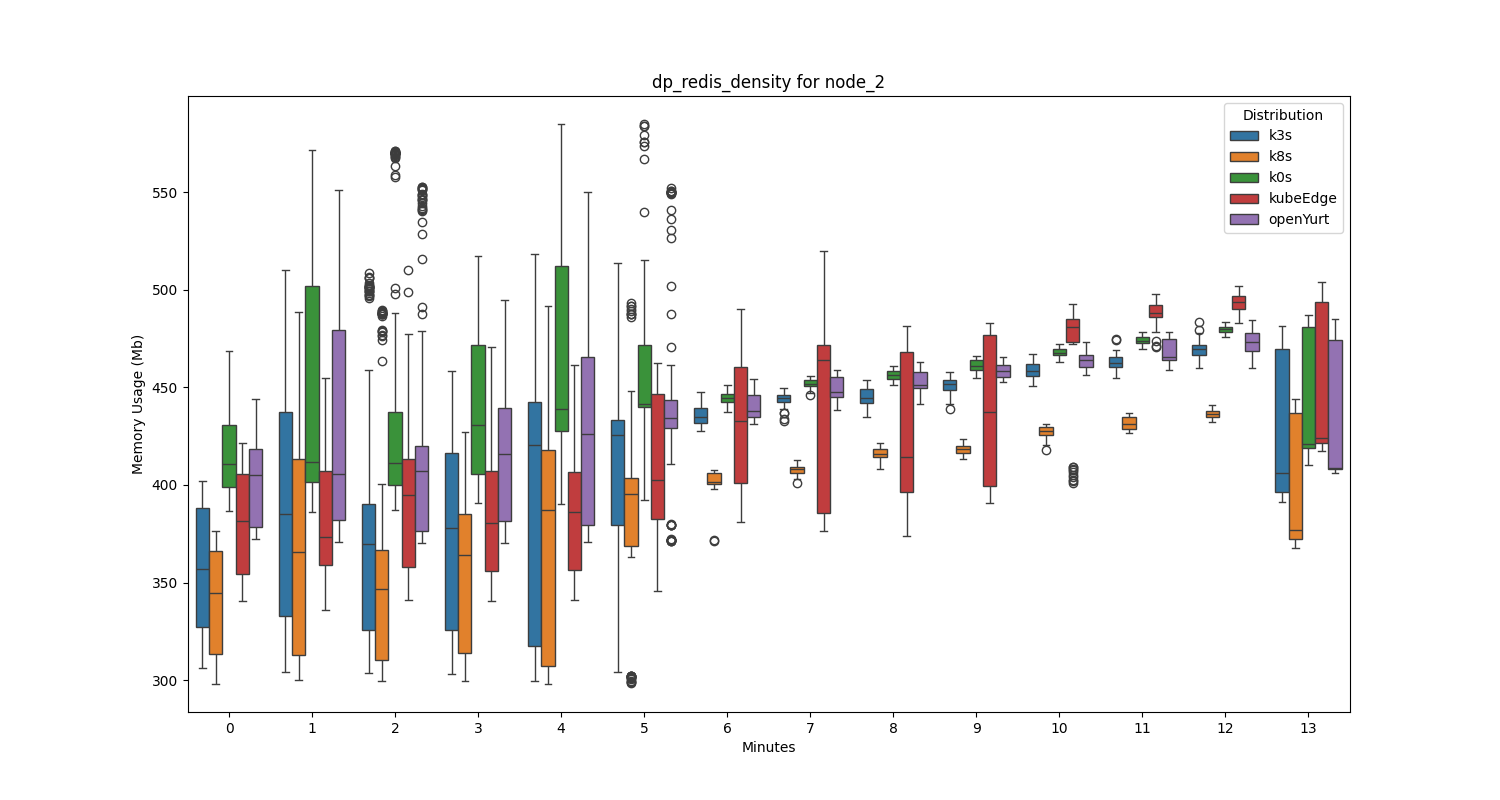 dp_redis_density for node_2
Memory Usage (Mb)
550
500
450
400
350
300
Distribution
k3s
k8s
k0s
kubeEdge
openYurt
0 1 2 3 4 5 6 7 8 9 10 11 12 13
Minutes